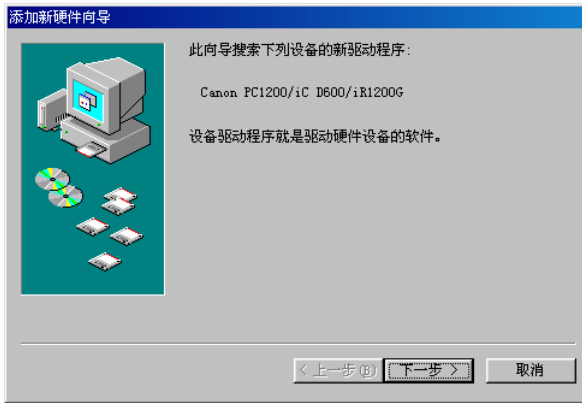 添加新硬件向导
此向导搜索下列设备的新驱动程序:
Canon PC1200/iC D600/iR1200G
设备驱动程序就是驱动硬件设备的软件。
< 上一步(B)
下一步 >
取消